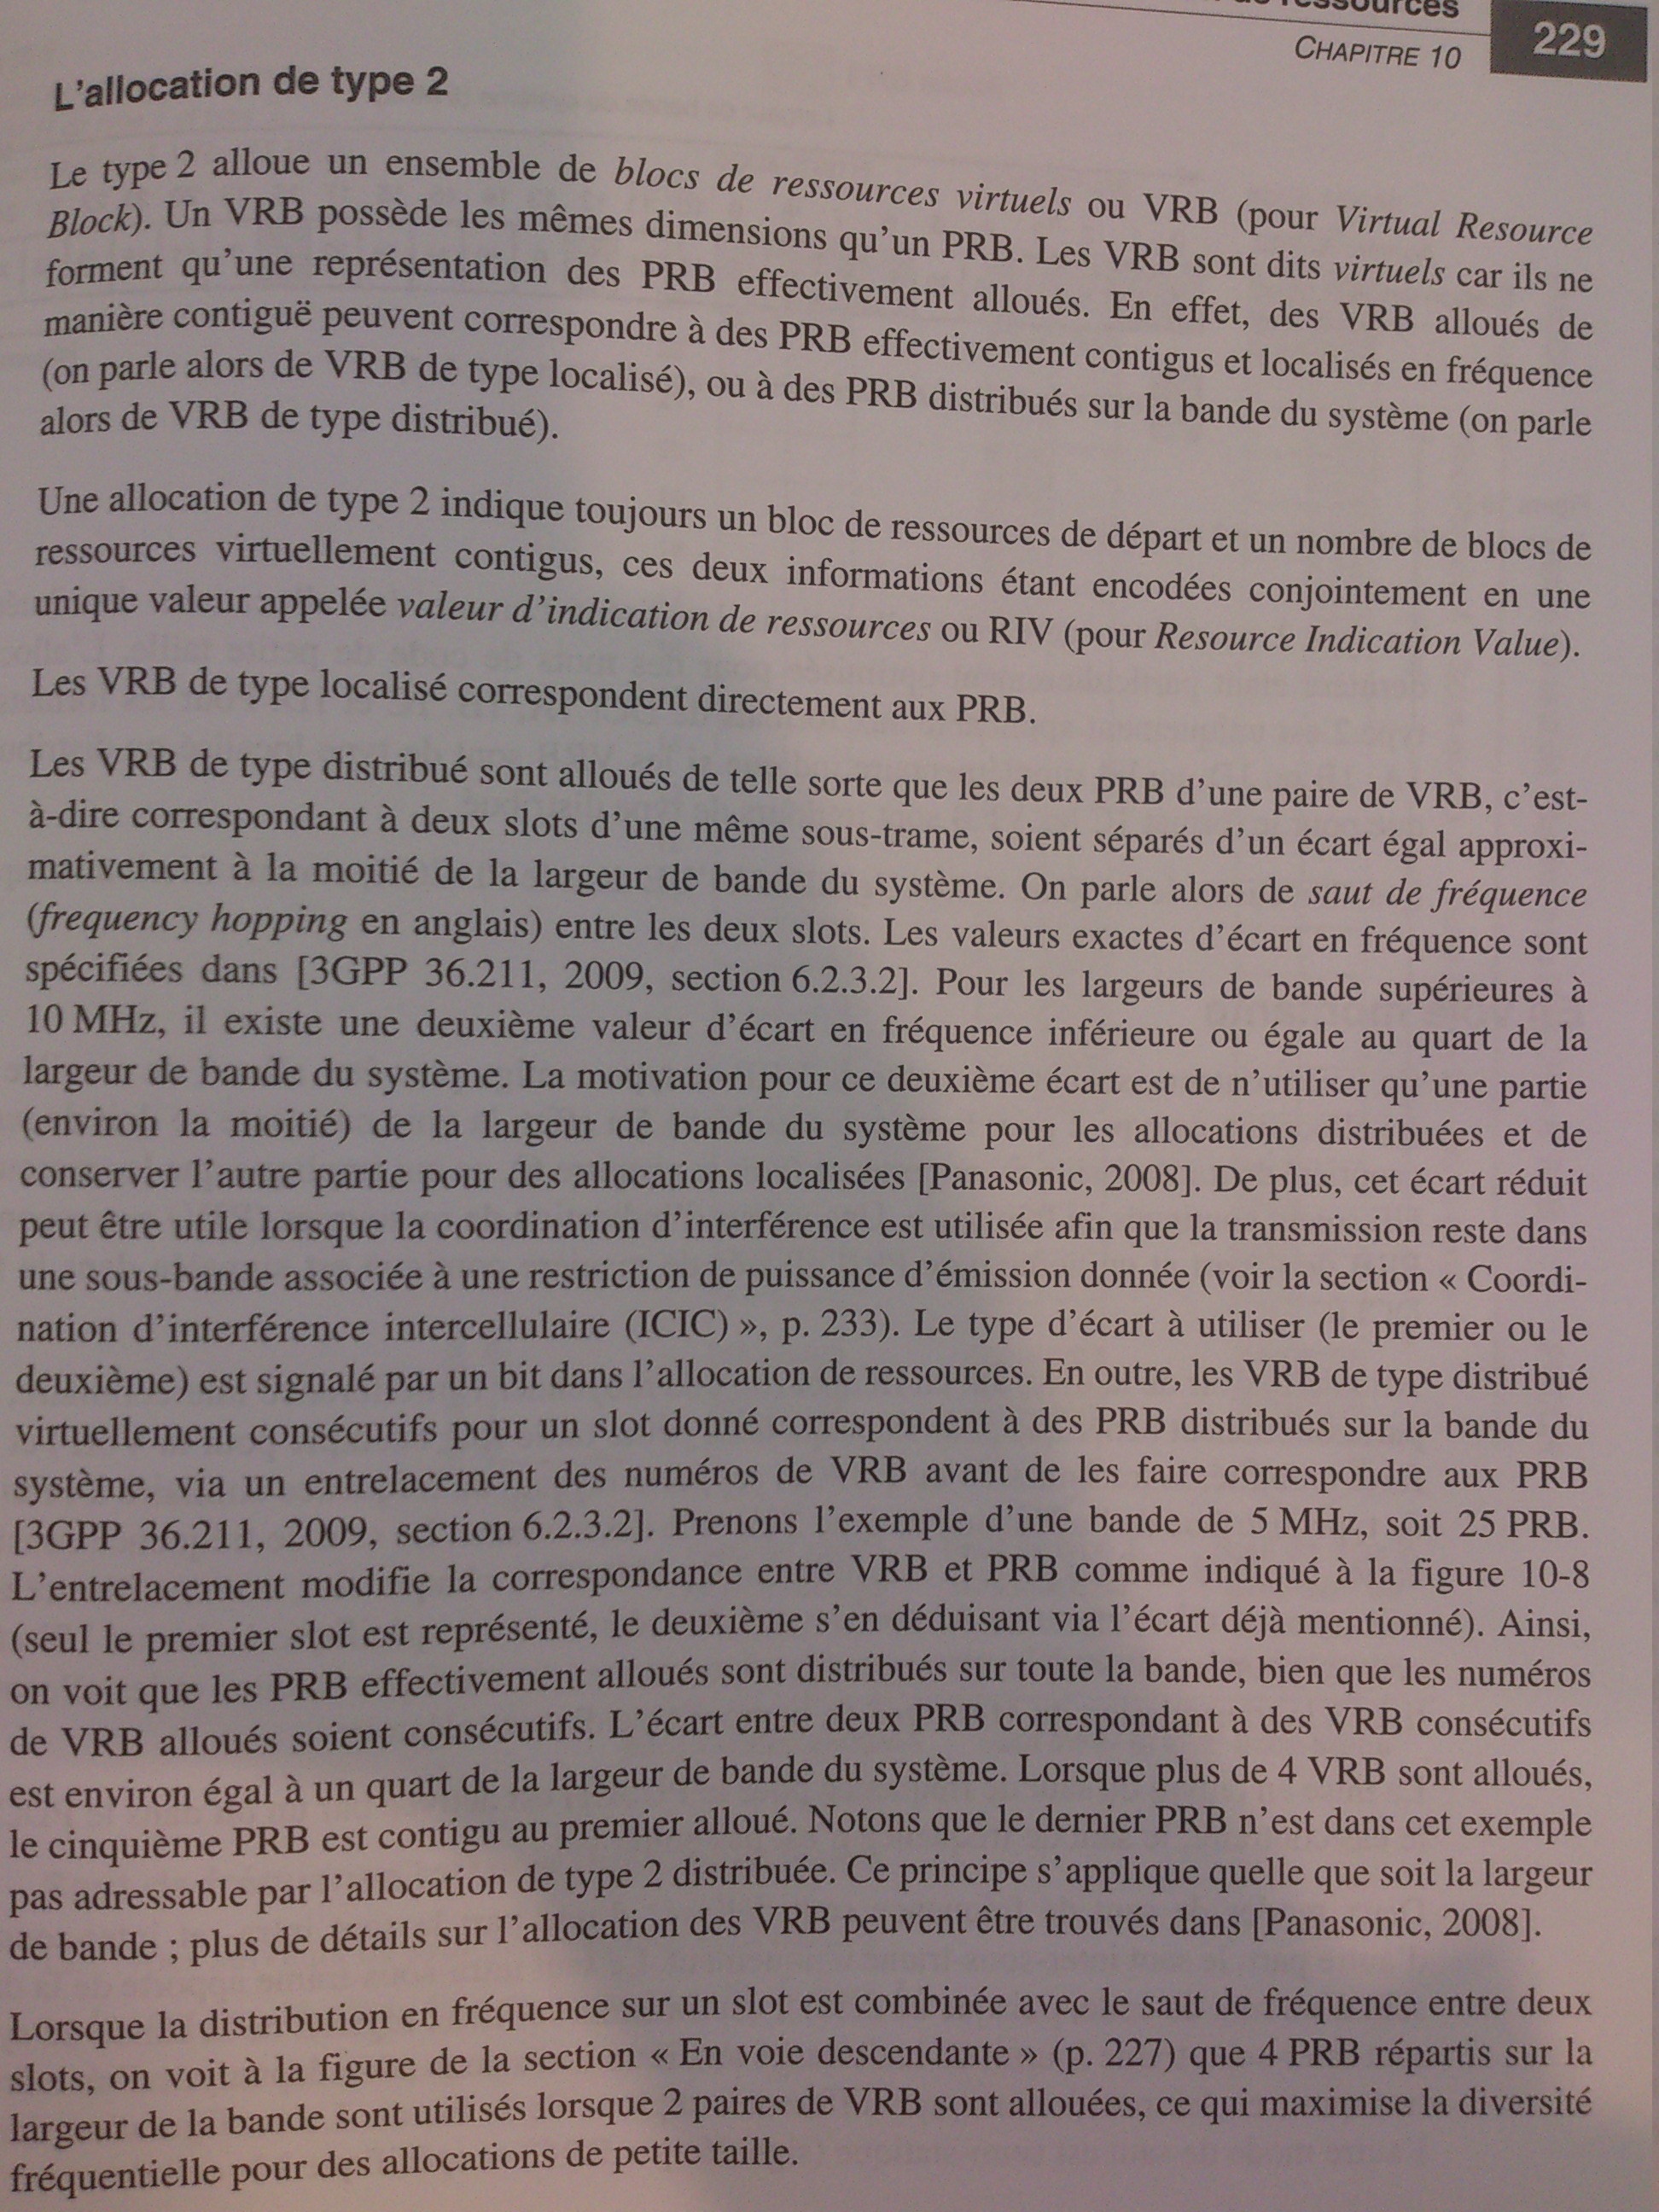 CHAPITRE 10
229
L'allocation de type 2
Le type 2 alloue un ensemble de blocs de ressources virtuels ou VRB (pour Virtual Resource
Block). Un VRB possède les mêmes dimensions qu'un PRB. Les VRB sont dits virtuels car ils ne
forment qu'une représentation des PRB effectivement alloués. En effet, des VRB alloués de
manière contiguë peuvent correspondre à des PRB effectivement contigus et localisés en fréquence
(on parle alors de VRB de type localisé), ou à des PRB distribués sur la bande du système (on parle
alors de VRB de type distribué).
Une allocation de type 2 indique toujours un bloc de ressources de départ et un nombre de blocs de
ressources virtuellement contigus, ces deux informations étant encodées conjointement en une
unique valeur appelée valeur d'indication de ressources ou RIV (pour Resource Indication Value).
Les VRB de type localisé correspondent directement aux PRB.
Les VRB de type distribué sont alloués de telle sorte que les deux PRB d'une paire de VRB, c'est-
à-dire correspondant à deux slots d'une même sous-trame, soient séparés d'un écart égal approxi-
mativement à la moitié de la largeur de bande du système. On parle alors de saut de fréquence
(frequency hopping en anglais) entre les deux slots. Les valeurs exactes d'écart en fréquence sont
spécifiées dans [3GPP 36.211, 2009, section 6.2.3.2]. Pour les largeurs de bande supérieures à
10 MHz, il existe une deuxième valeur d'écart en fréquence inférieure ou égale au quart de la
largeur de bande du système. La motivation pour ce deuxième écart est de n'utiliser qu'une partie
(environ la moitié) de la largeur de bande du système pour les allocations distribuées et de
conserver l'autre partie pour des allocations localisées [Panasonic, 2008]. De plus, cet écart réduit
peut être utile lorsque la coordination d'interférence est utilisée afin que la transmission reste dans
une sous-bande associée à une restriction de puissance d'émission donnée (voir la section « Coordi-
nation d'interférence intercellulaire (ICIC) », p. 233). Le type d'écart à utiliser (le premier ou le
deuxième) est signalé par un bit dans l'allocation de ressources. En outre, les VRB de type distribué
virtuellement consécutifs pour un slot donné correspondent à des PRB distribués sur la bande du
système, via un entrelacement des numéros de VRB avant de les faire correspondre aux PRB
[3GPP 36.211, 2009, section 6.2.3.2]. Prenons l'exemple d'une bande de 5 MHz, soit 25 PRB.
L'entrelacement modifie la correspondance entre VRB et PRB comme indiqué à la figure 10-8
(seul le premier slot est représenté, le deuxième s'en déduisant via l'écart déjà mentionné). Ainsi,
on voit que les PRB effectivement alloués sont distribués sur toute la bande, bien que les numéros
de VRB alloués soient consécutifs. L'écart entre deux PRB correspondant à des VRB consécutifs
est environ égal à un quart de la largeur de bande du système. Lorsque plus de 4 VRB sont alloués,
le cinquième PRB est contigu au premier alloué. Notons que le dernier PRB n'est dans cet exemple
pas adressable par l'allocation de type 2 distribuée. Ce principe s'applique quelle que soit la largeur
de bande ; plus de détails sur l'allocation des VRB peuvent être trouvés dans [Panasonic, 2008].
Lorsque la distribution en fréquence sur un slot est combinée avec le saut de fréquence entre deux
slots, on voit à la figure de la section « En voie descendante » (p. 227) que 4 PRB répartis sur la
largeur de la bande sont utilisés lorsque 2 paires de VRB sont allouées, ce qui maximise la diversité
fréquentielle pour des allocations de petite taille.